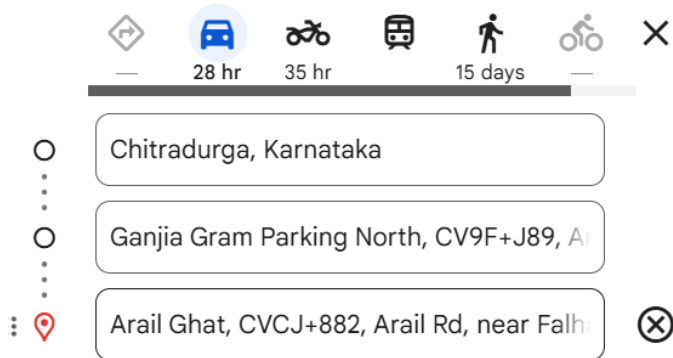 28 hr 35 hr 15 days
Chitradurga, Karnataka
Ganjia Gram Parking North, CV9F+J89,
Arail Ghat, CVCJ+882, Arail Rd, near